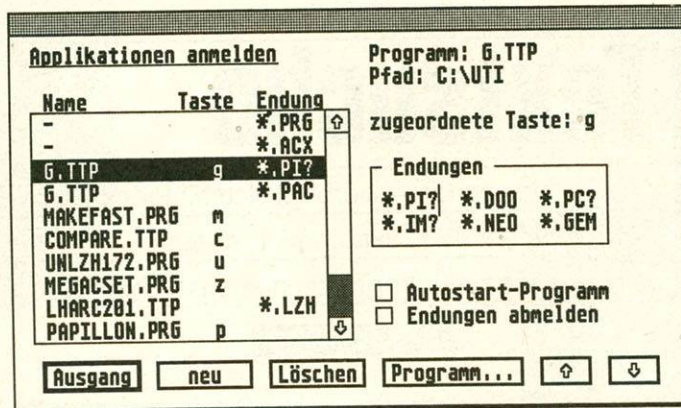 Applikationen anmelden
Name Taste Endung
- *.PRG
- *.ACX
G.TTP g *.PI?
G.TTP *.PAC
MAKEFAST.PRG m
COMPARE.TTP c
UNLZH172.PRG u
MEGACSET.PRG z
LHARC201.TTP *.LZH
PAPILLON.PRG p
Programm: G.TTP
Pfad: C:\UTI
zugeordnete Taste: g
Endungen
*.PI? *.DOO *.PC?
*.IM? *.NEO *.GEM
Autostart-Programm
Endungen abmelden
Ausgang neu Löschen Programm...